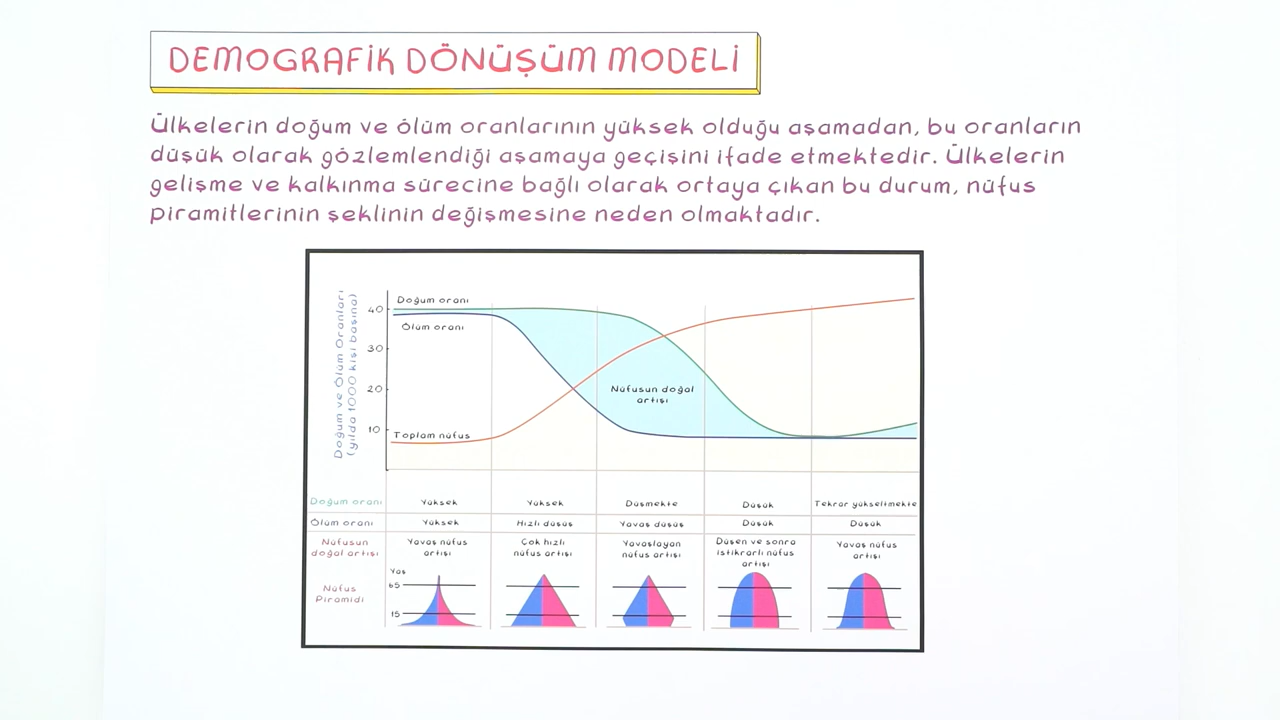 DEMOGRAFİK DÖNÜŞÜM MODELİ
Ülkelerin doğum ve ölüm oranlarının yüksek olduğu aşamadan, bu oranların
düşük olarak gözlemlendiği aşamaya geçişini ifade etmektedir. Ülkelerin
gelişme ve kalkınma sürecine bağlı olarak ortaya çıkan bu durum, nüfus
piramitlerinin şeklinin değişmesine neden olmaktadır.
Doğum ve Ölüm Oranları
(yılda 1000 kişi başına)
40
30
20
10
Doğum oranı
Ölüm oranı
Nüfusun doğal
artışı
Toplam nüfus
Doğum oranı Yüksek Yüksek Düşmekte Düşük Tekrar yükseltmekte
Ölüm oranı Yüksek Hızlı düşüş Yavaş düşüş Düşük Düşük
Nüfusun doğal artışı
Yavaş nüfus artışı
Çok hızlı nüfus artışı
Yavaşlayan nüfus artışı
Düşen ve sonra istikrarlı nüfus artışı
Yavaş nüfus artışı
Nüfus
Piramidi
Yaş
65
15